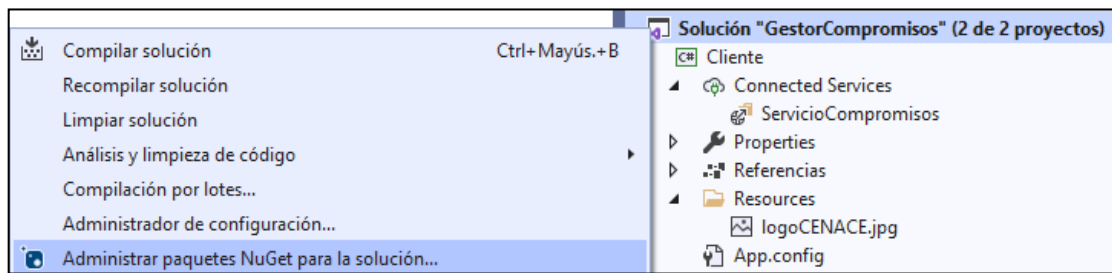 Compilar solución Ctrl+Mayús.+B
Recompilar solución
Limpiar solución
Análisis y limpieza de código
Compilación por lotes...
Administrador de configuración...
Administrar paquetes NuGet para la solución...
Solución "GestorCompromisos" (2 de 2 proyectos)
C# Cliente
Connected Services
ServicioCompromisos
Properties
Referencias
Resources
logoCENACE.jpg
App.config